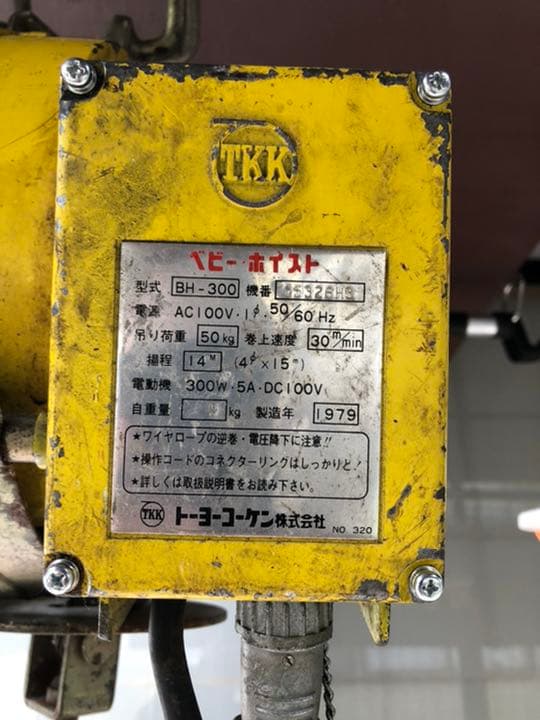 TKK
ベビーホイスト
型式 BH-300 機番
電源 AC100V・1φ・50/60Hz
吊り荷重 50kg 巻上速度 30m/min
揚程 14M (4φ×15m)
電動機 300W・5A・DC100V
自重量 kg 製造年 1979
★ワイヤロープの逆巻・電圧降下に注意!!
★操作コードのコネクターリングはしっかりと!
★詳しくは取扱説明書をお読み下さい。
TKK トーヨーコーケン株式会社 NO 320